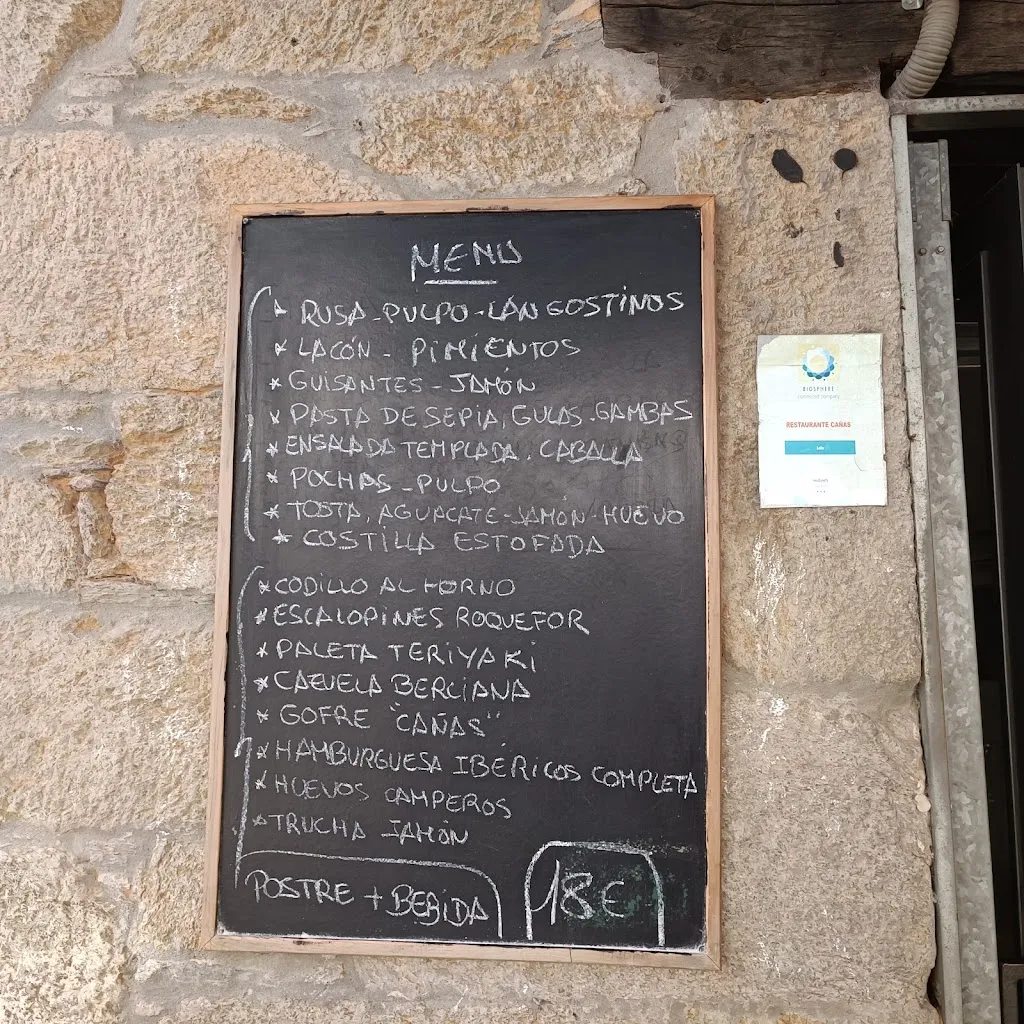 MENU
RUSA - PULPO - LANGOSTINOS
* LACÓN - PIMIENTOS
* GUISANTES - JAMÓN
* PASTA DE SEPIA, GULAS - GAMBAS
* ENSALADA TEMPLADA, CABALLA
* POCHAS - PULPO
* TOSTA, AGUACATE - JAMÓN - HUEVO
* COSTILLA ESTOFADA
* CODILLO AL HORNO
* ESCALOPINES ROQUEFOR
* PALETA TERIYAKI
* CAZUELA BERCIANA
* GOFRE "CAÑAS"
* HAMBURGUESA IBÉRICOS COMPLETA
* HUEVOS CAMPEROS
* TRUCHA JAMÓN
POSTRE + BEBIDA
18€
BIOSPHERE
RESTAURANTE CAÑAS